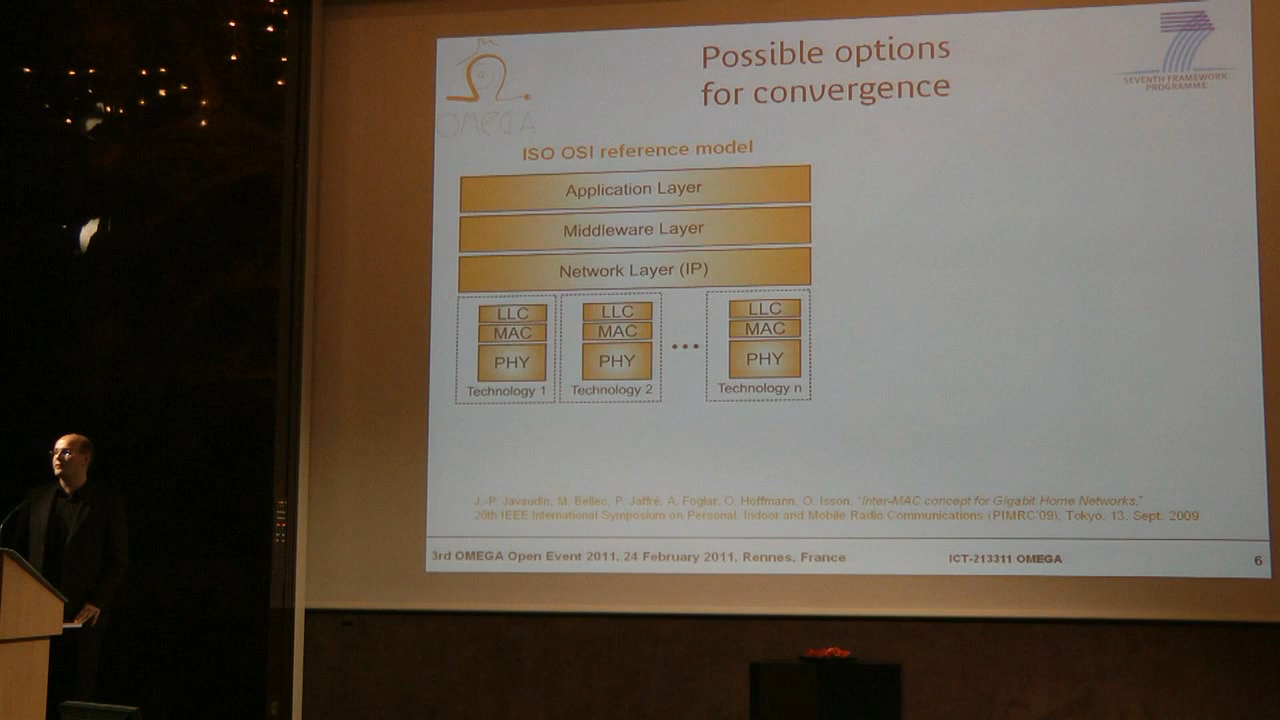 Possible options
for convergence
OMEGA
SEVENTH FRAMEWORK
PROGRAMME
ISO OSI reference model
Application Layer
Middleware Layer
Network Layer (IP)
LLC
MAC
PHY
Technology 1
LLC
MAC
PHY
Technology 2
...
LLC
MAC
PHY
Technology n
J.-P. Javaudin, M. Bellec, P. Jaffré, A. Foglar, O. Hoffmann, O. Isson, “Inter-MAC concept for Gigabit Home Networks,”
20th IEEE International Symposium on Personal, Indoor and Mobile Radio Communications (PIMRC'09), Tokyo, 13. Sept. 2009
3rd OMEGA Open Event 2011, 24 February 2011, Rennes, France
ICT-213311 OMEGA
6